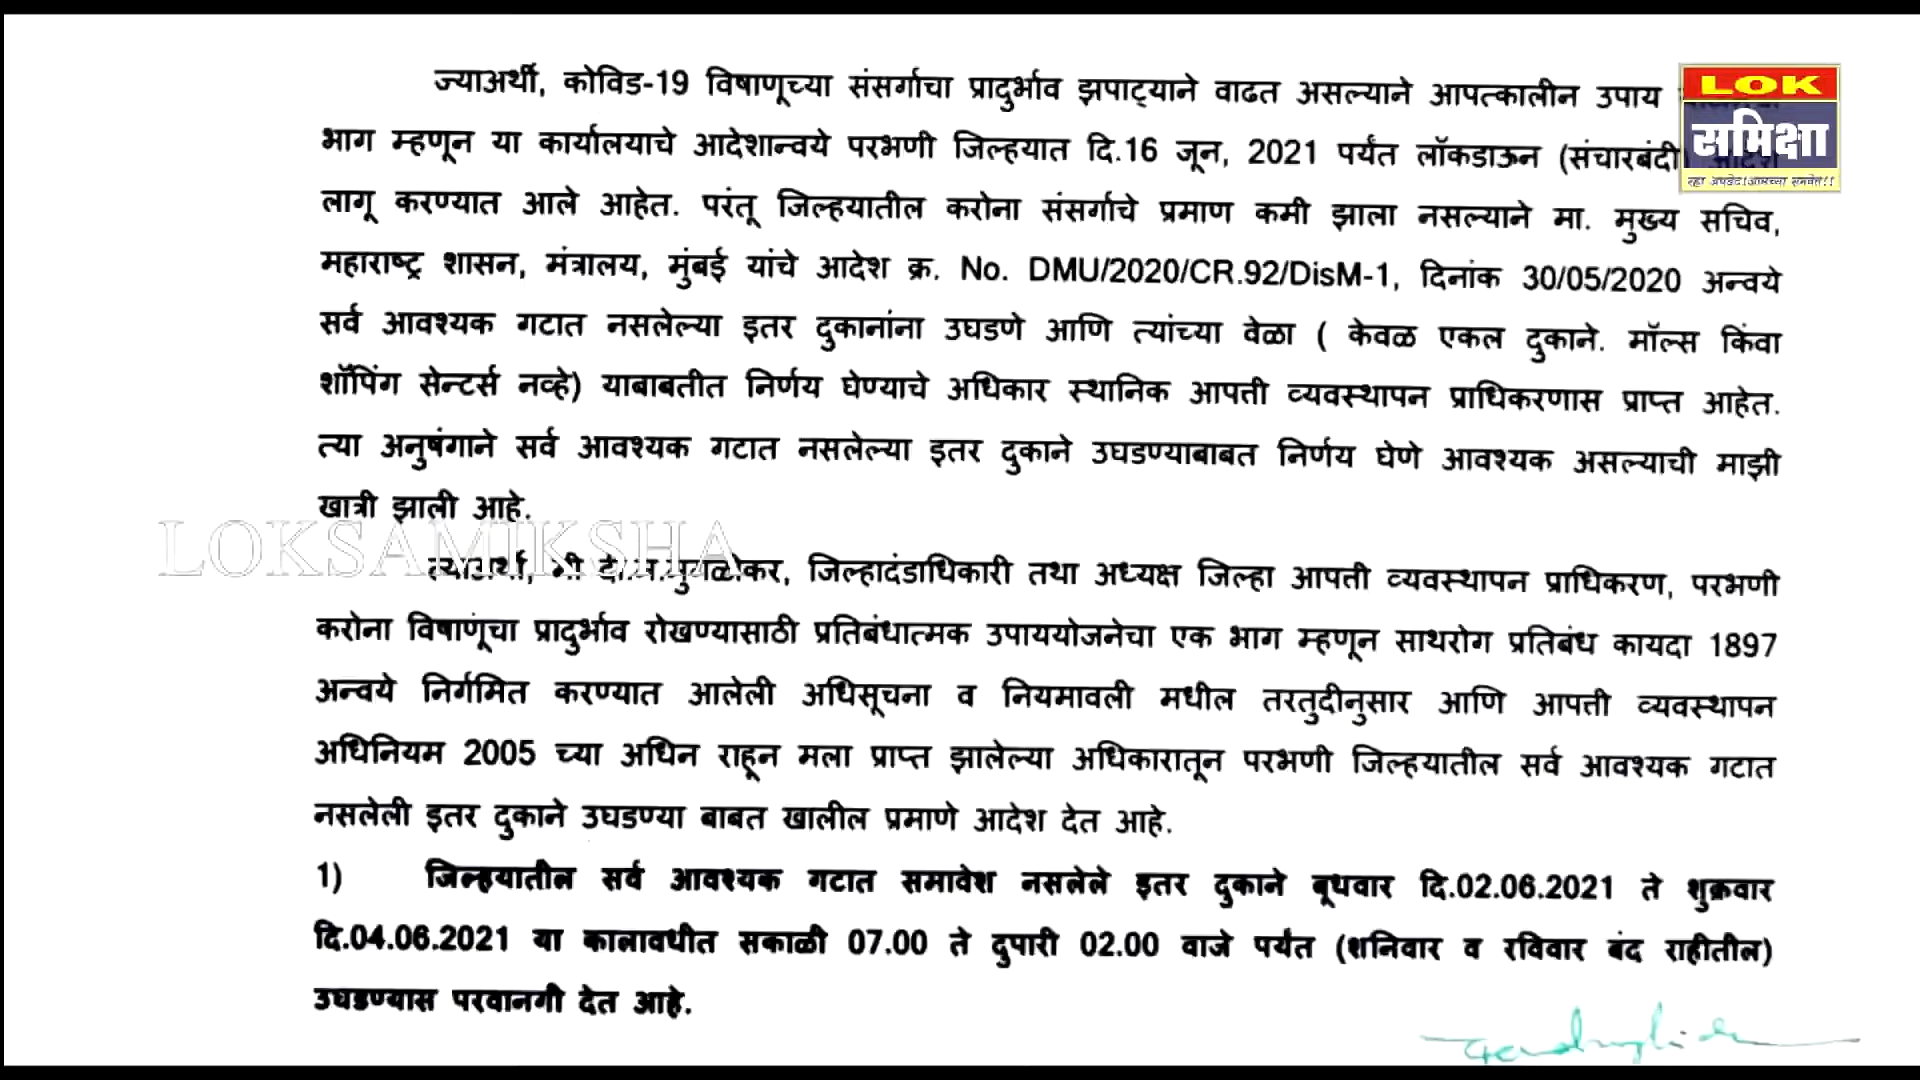 ज्याअर्थी, कोविड-19 विषाणूच्या संसर्गाचा प्रादुर्भाव झपाट्याने वाढत असल्याने आपत्कालीन उपाय
भाग म्हणून या कार्यालयाचे आदेशान्वये परभणी जिल्हयात दि.16 जून, 2021 पर्यंत लॉकडाऊन (संचारबंदी) आदेश
लागू करण्यात आले आहेत. परंतू जिल्हयातील करोना संसर्गाचे प्रमाण कमी झाला नसल्याने मा. मुख्य सचिव,
महाराष्ट्र शासन, मंत्रालय, मुंबई यांचे आदेश क्र. No. DMU/2020/CR.92/DisM-1, दिनांक 30/05/2020 अन्वये
सर्व आवश्यक गटात नसलेल्या इतर दुकानांना उघडणे आणि त्यांच्या वेळा ( केवळ एकल दुकाने. मॉल्स किंवा
शॉपिंग सेन्टर्स नव्हे) याबाबतीत निर्णय घेण्याचे अधिकार स्थानिक आपत्ती व्यवस्थापन प्राधिकरणास प्राप्त आहेत.
त्या अनुषंगाने सर्व आवश्यक गटात नसलेल्या इतर दुकाने उघडण्याबाबत निर्णय घेणे आवश्यक असल्याची माझी
खात्री झाली आहे.
त्याअर्थी, मी दी.म.मुगळीकर, जिल्हादंडाधिकारी तथा अध्यक्ष जिल्हा आपत्ती व्यवस्थापन प्राधिकरण, परभणी
करोना विषाणूंचा प्रादुर्भाव रोखण्यासाठी प्रतिबंधात्मक उपाययोजनेचा एक भाग म्हणून साथरोग प्रतिबंध कायदा 1897
अन्वये निर्गमित करण्यात आलेली अधिसूचना व नियमावली मधील तरतुदीनुसार आणि आपत्ती व्यवस्थापन
अधिनियम 2005 च्या अधिन राहून मला प्राप्त झालेल्या अधिकारातून परभणी जिल्हयातील सर्व आवश्यक गटात
नसलेली इतर दुकाने उघडण्या बाबत खालील प्रमाणे आदेश देत आहे.
1) जिल्हयातील सर्व आवश्यक गटात समावेश नसलेले इतर दुकाने बूधवार दि.02.06.2021 ते शुक्रवार
दि.04.06.2021 या कालावधीत सकाळी 07.00 ते दुपारी 02.00 वाजे पर्यंत (शनिवार व रविवार बंद राहीतील)
उघडण्यास परवानगी देत आहे.
LOK
समिक्षा
रहा अपडेट!आमच्या समवेत!!
LOKSAMIKSHA